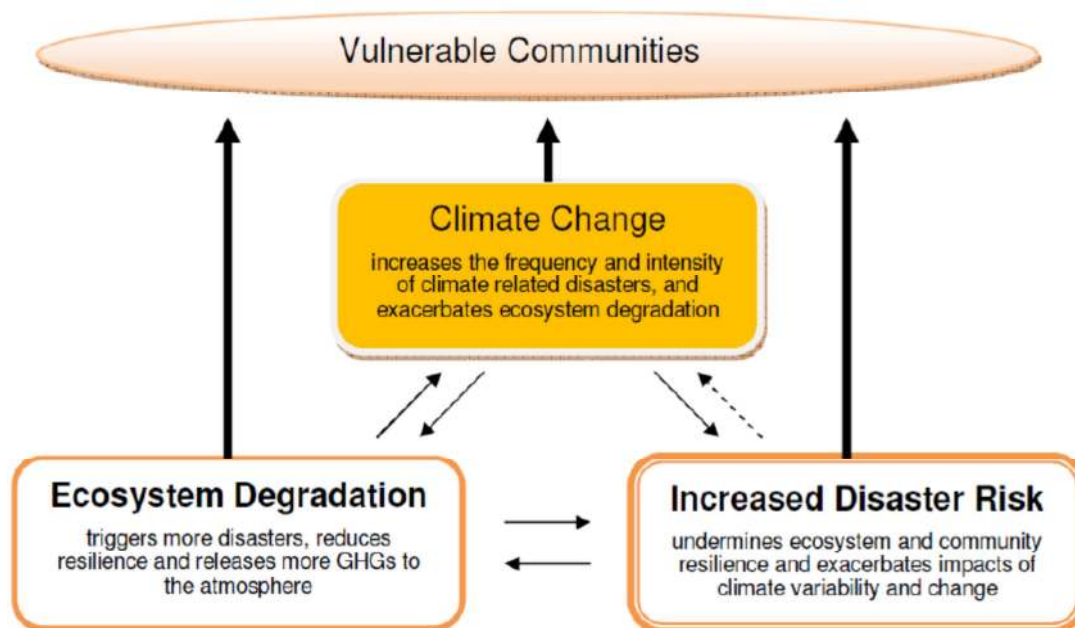 Vulnerable Communities
Climate Change
increases the frequency and intensity
of climate related disasters, and
exacerbates ecosystem degradation
Ecosystem Degradation
triggers more disasters, reduces
resilience and releases more GHGs to
the atmosphere
Increased Disaster Risk
undermines ecosystem and community
resilience and exacerbates impacts of
climate variability and change